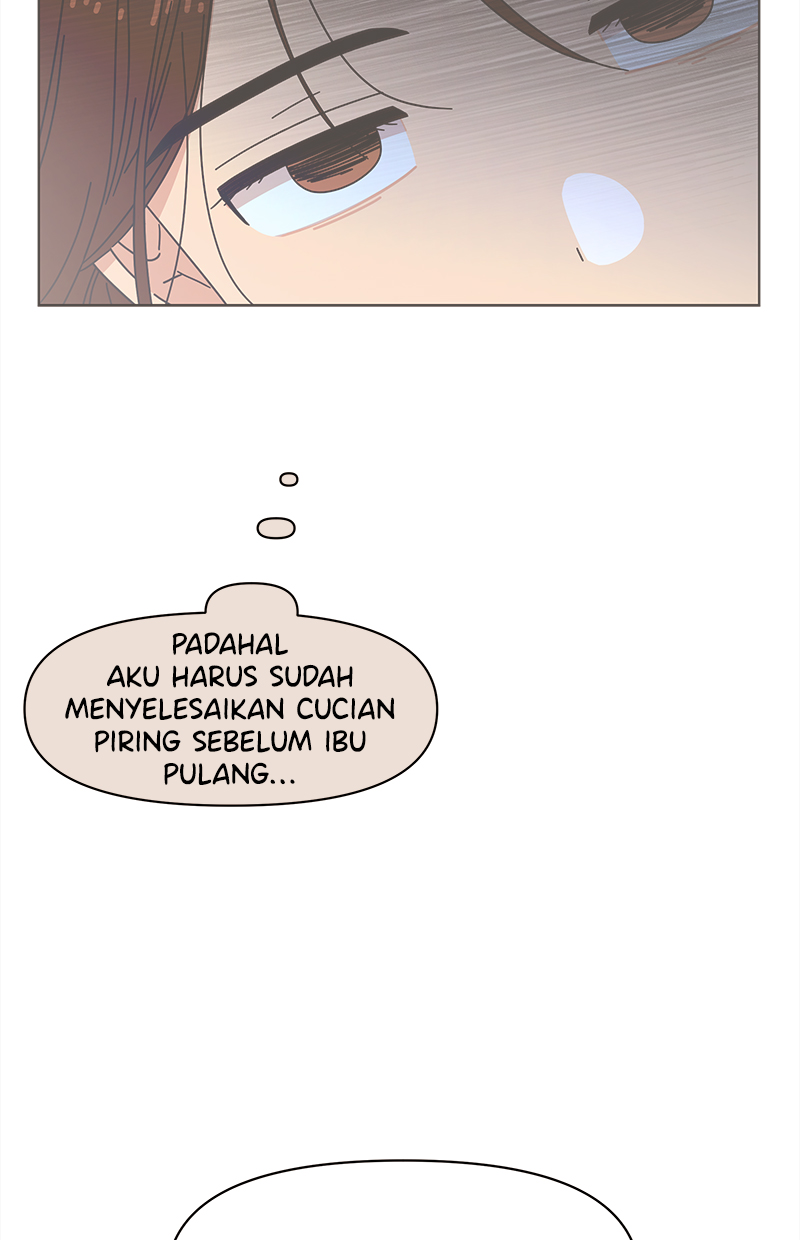 PADAHAL
AKU HARUS SUDAH
MENYELESAIKAN CUCIAN
PIRING SEBELUM IBU
PULANG...